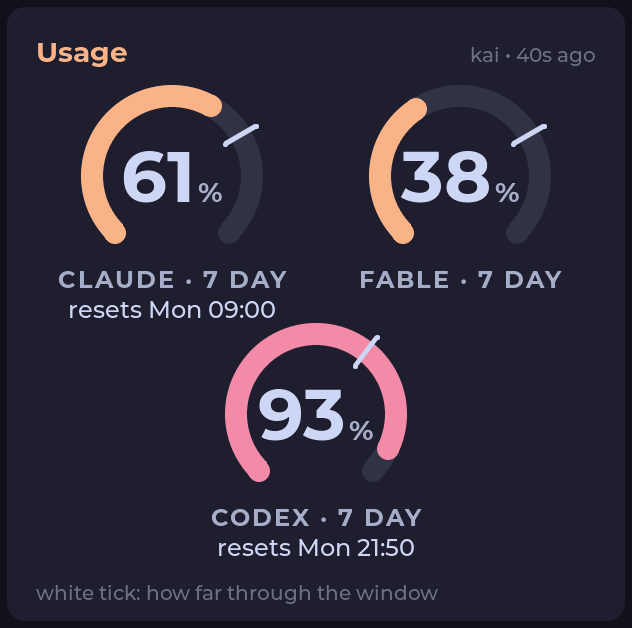 Usage
kai • 40s ago
61%
38%
CLAUDE · 7 DAY
FABLE · 7 DAY
resets Mon 09:00
93%
CODEX · 7 DAY
resets Mon 21:50
white tick: how far through the window